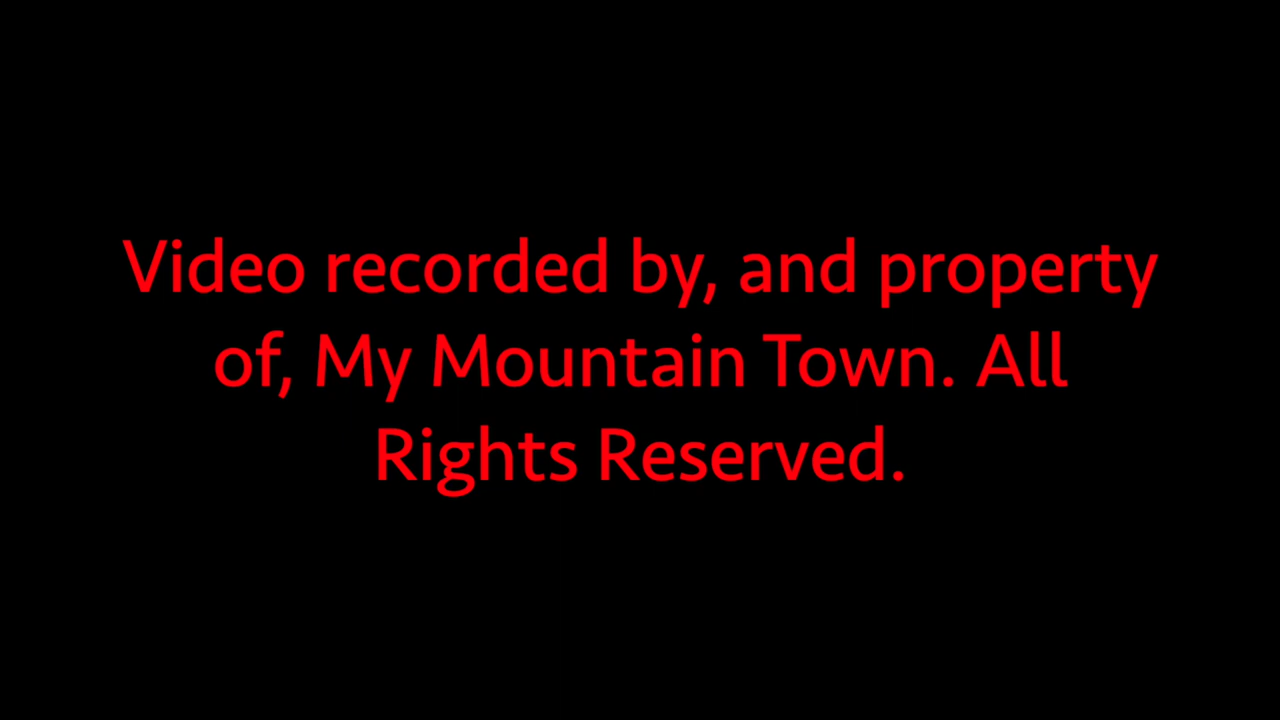 Video recorded by, and property
of, My Mountain Town. All
Rights Reserved.